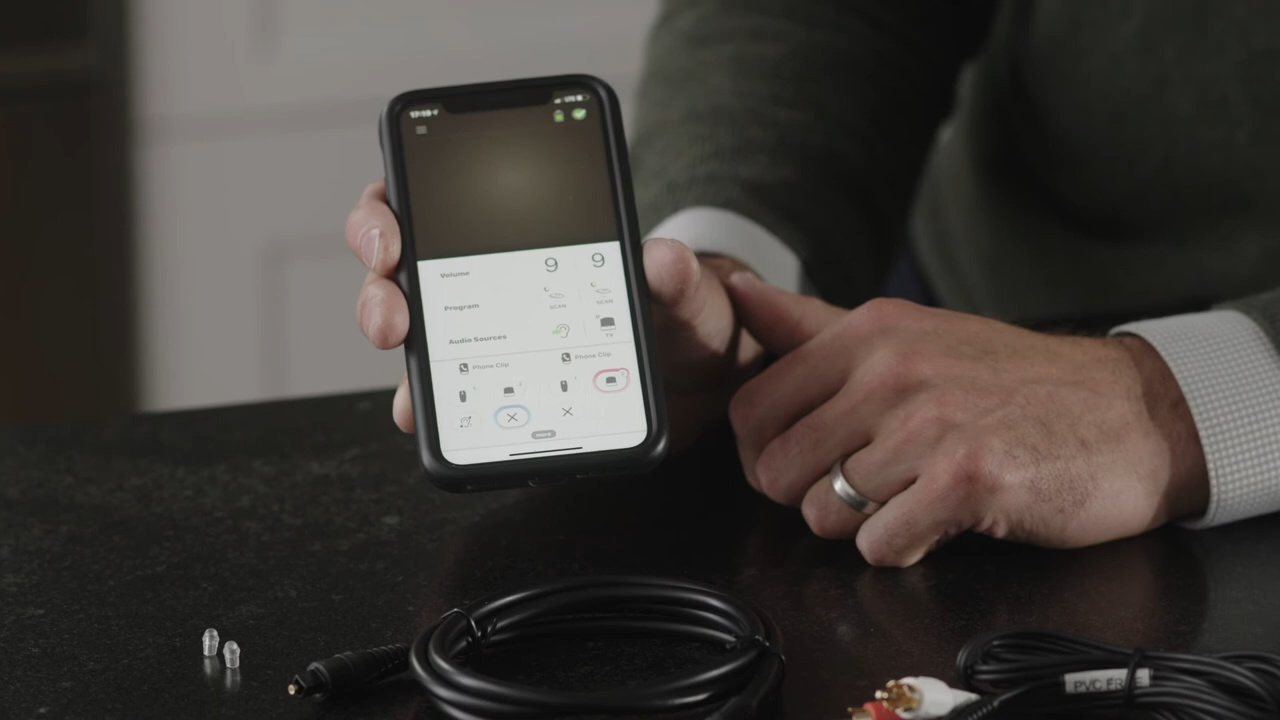 Volume 9 9
Program SCAN SCAN
Audio Sources TV
Phone Clip Phone Clip
more
PVC FREE